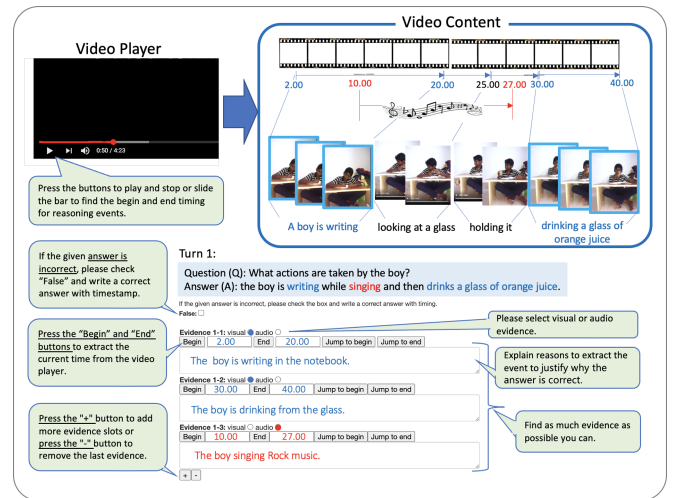 Video Content
Video Player
2.00
10.00
20.00
25.00
27.00
30.00
40.00
0:50 / 4:23
Press the buttons to play and stop or slide
the bar to find the begin and end timing
for reasoning events.
A boy is writing
looking at a glass
holding it
drinking a glass of
orange juice
If the given answer is
incorrect, please check
“False” and write a correct
answer with timestamp.
Turn 1:
Question (Q): What actions are taken by the boy?
Answer (A): the boy is writing while singing and then drinks a glass of orange juice.
If the given answer is incorrect, please check the box and write a correct answer with timing.
False:
Please select visual or audio
evidence.
Press the “Begin” and “End”
buttons to extract the
current time from the video
player.
Evidence 1-1: visual audio
Begin 2.00 End 20.00 Jump to begin Jump to end
The boy is writing in the notebook.
Explain reasons to extract the
event to justify why the
answer is correct.
Evidence 1-2: visual audio
Begin 30.00 End 40.00 Jump to begin Jump to end
The boy is drinking from the glass.
Press the "+" button to add
more evidence slots or
press the "-" button to
remove the last evidence.
Find as much evidence as
possible you can.
Evidence 1-3: visual audio
Begin 10.00 End 27.00 Jump to begin Jump to end
The boy singing Rock music.
+ -